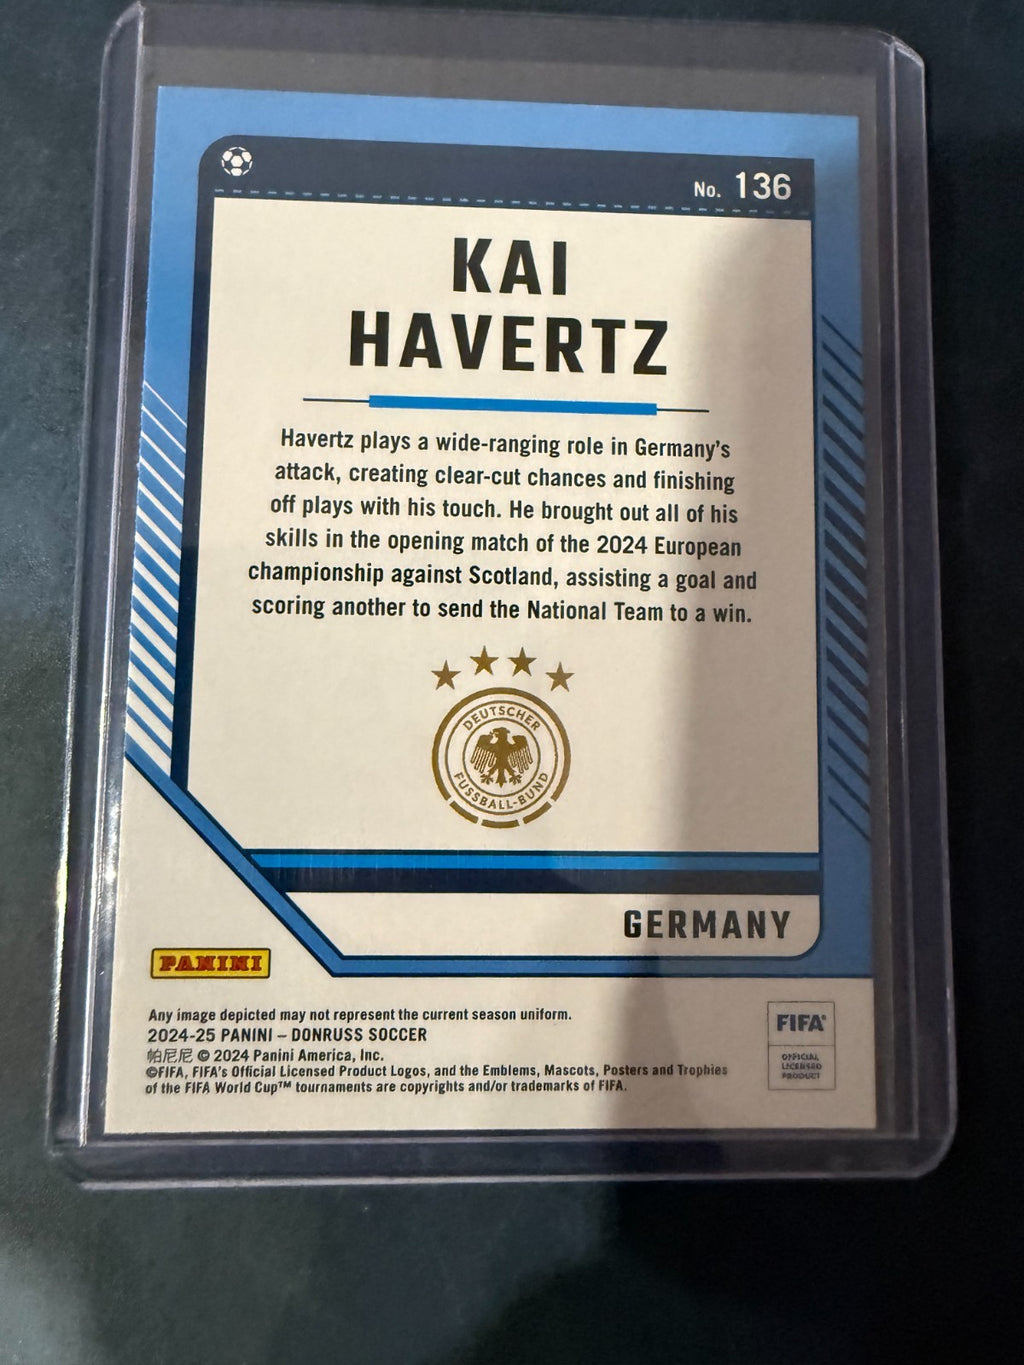 No. 136
KAI
HAVERTZ
Havertz plays a wide-ranging role in Germany's
attack, creating clear-cut chances and finishing
off plays with his touch. He brought out all of his
skills in the opening match of the 2024 European
championship against Scotland, assisting a goal and
scoring another to send the National Team to a win.
DEUTSCHER
FUSSBALL-BUND
GERMANY
PANINI
Any image depicted may not represent the current season uniform.
2024-25 PANINI – DONRUSS SOCCER
帕尼尼 © 2024 Panini America, Inc.
©FIFA, FIFA's Official Licensed Product Logos, and the Emblems, Mascots, Posters and Trophies
of the FIFA World Cup™ tournaments are copyrights and/or trademarks of FIFA.
FIFA®
OFFICIAL
LICENSED
PRODUCT